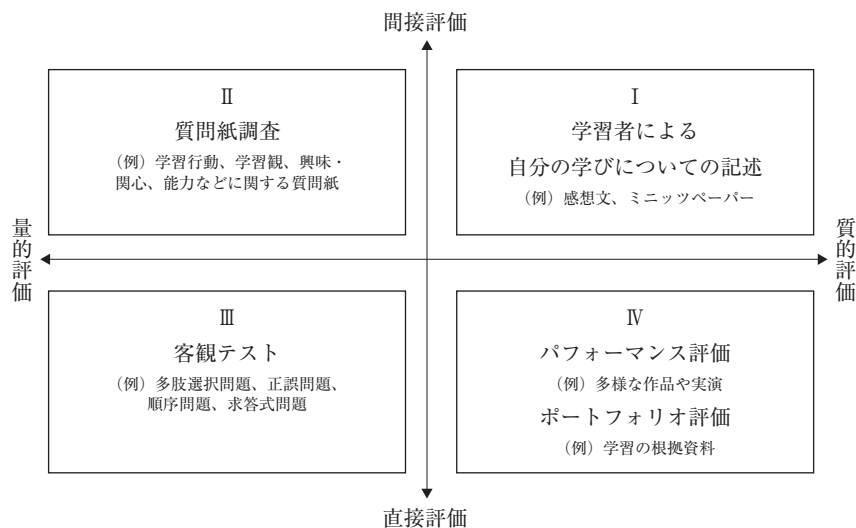 間接評価
Ⅱ
質問紙調査
（例）学習行動、学習観、興味・
関心、能力などに関する質問紙
Ⅰ
学習者による
自分の学びについての記述
（例）感想文、ミニッツペーパー
量的評価
質的評価
Ⅲ
客観テスト
（例）多肢選択問題、正誤問題、
順序問題、求答式問題
Ⅳ
パフォーマンス評価
（例）多様な作品や実演
ポートフォリオ評価
（例）学習の根拠資料
直接評価